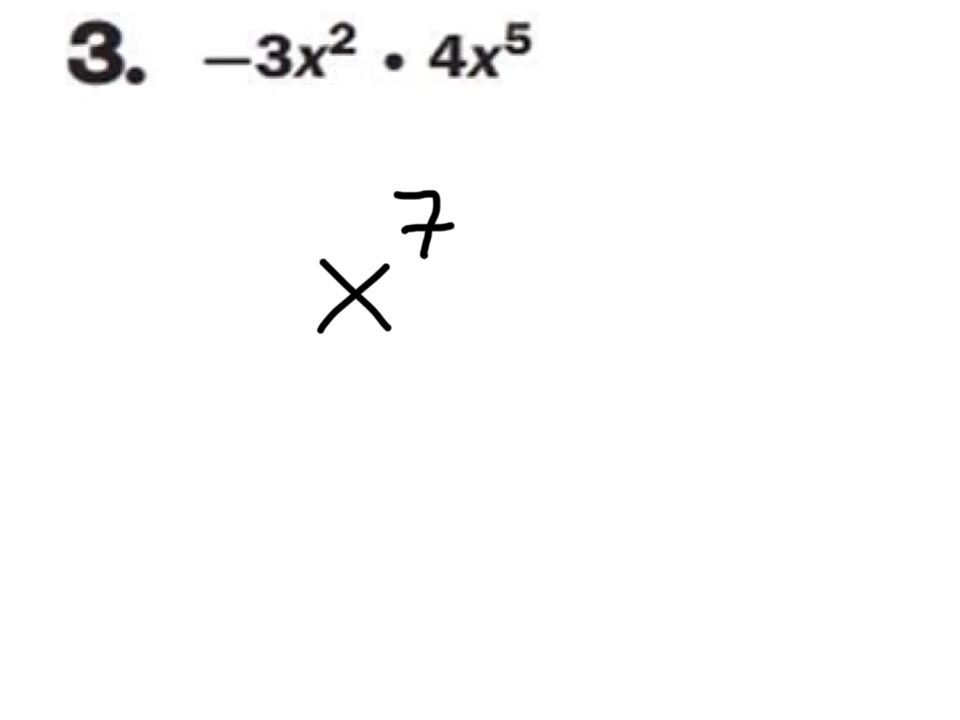 3. –3x² • 4x⁵
x⁷